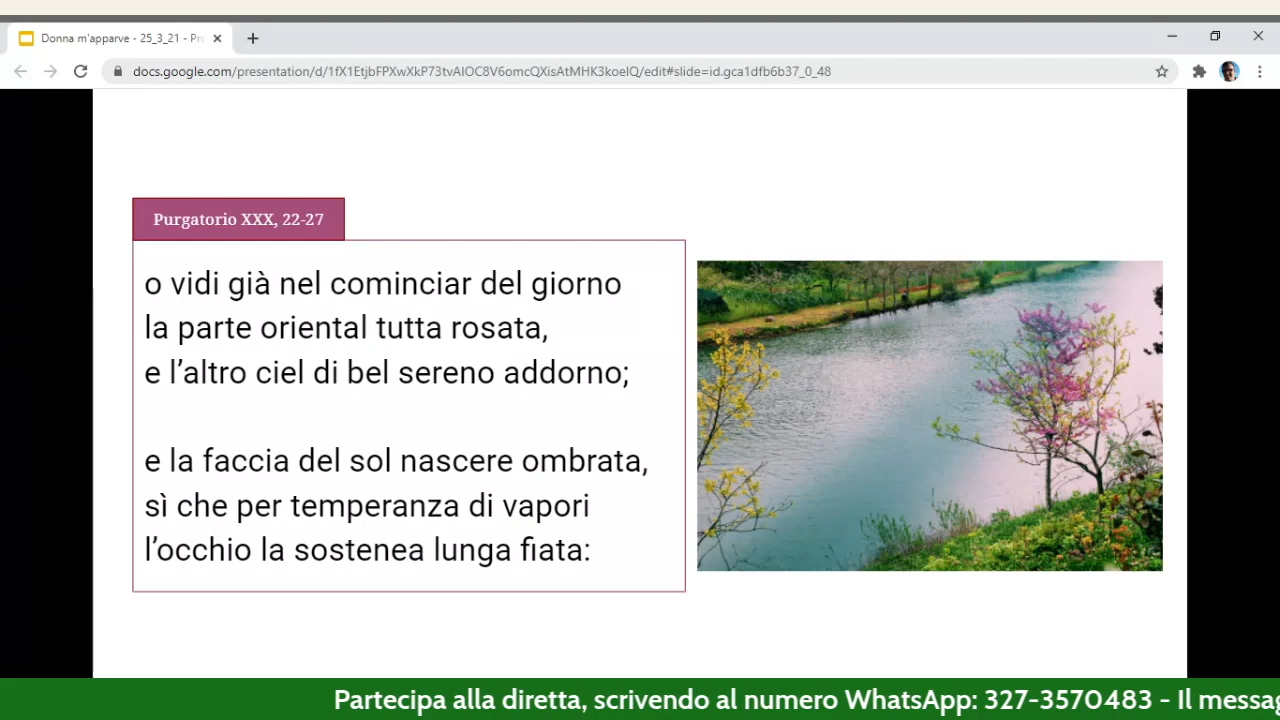 Donna m'apparve - 25_3_21 - Pre
docs.google.com/presentation/d/1fX1EtjbFPXwXkP73tvAIOC8V6omcQXisAtMHK3koeIQ/edit#slide=id.gca1dfb6b37_0_48
Purgatorio XXX, 22-27
o vidi già nel cominciar del giorno
la parte oriental tutta rosata,
e l’altro ciel di bel sereno addorno;
e la faccia del sol nascere ombrata,
sì che per temperanza di vapori
l’occhio la sostenea lunga fiata:
Partecipa alla diretta, scrivendo al numero WhatsApp: 327-3570483 - Il messag